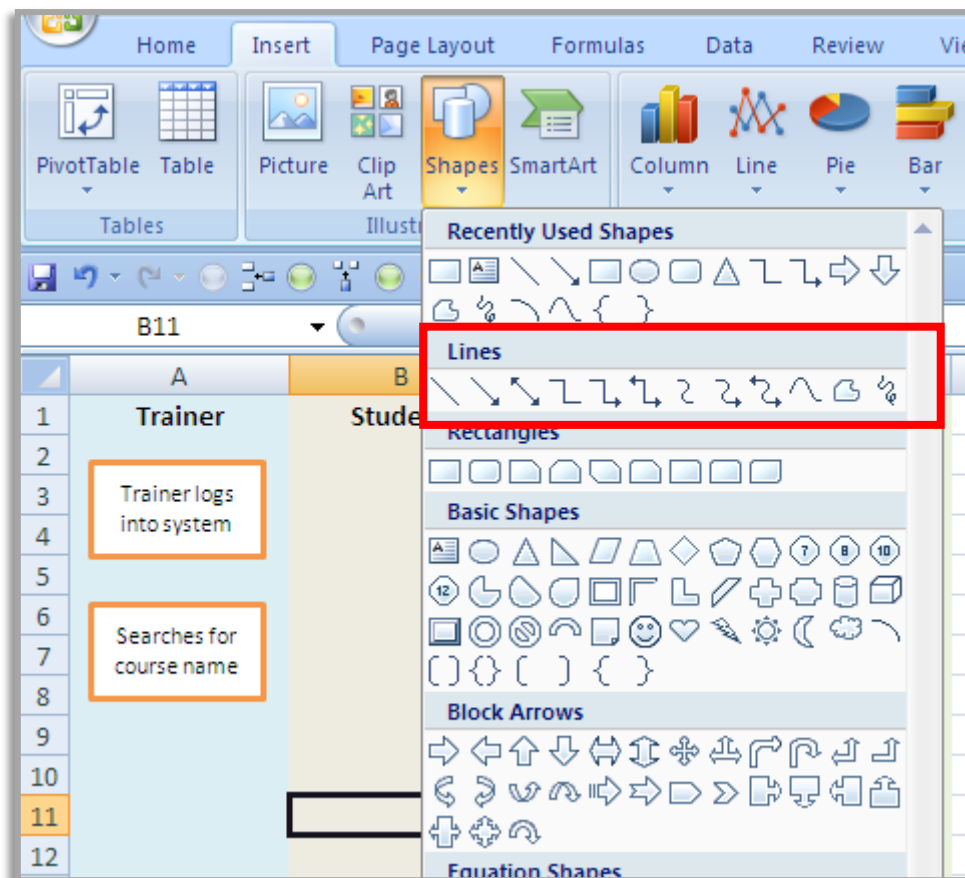 Home Insert Page Layout Formulas Data Review
PivotTable Table Picture Clip Art Shapes SmartArt Column Line Pie Bar
Tables
Recently Used Shapes
B11
Lines
A B
1 Trainer
2
Rectangles
3 Trainer logs
into system
Basic Shapes
4
5
6
7 Searches for
course name
8
Block Arrows
9
10
11
12
Equation Shapes